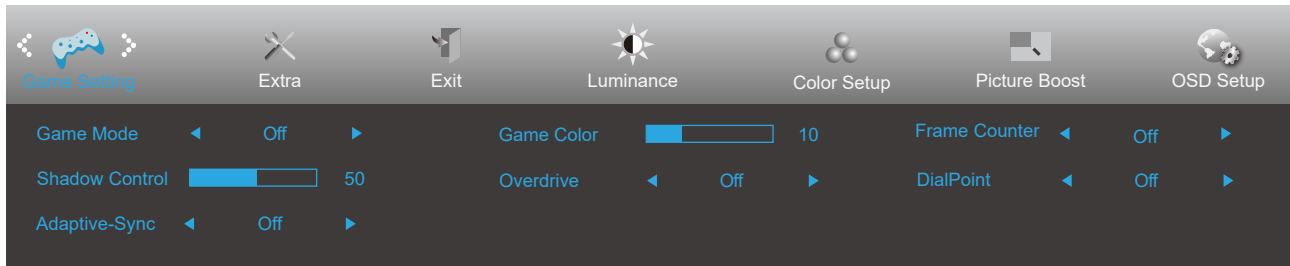 Game Setting Extra Exit Luminance Color Setup Picture Boost OSD Setup
Game Mode Off Game Color 10 Frame Counter Off
Shadow Control 50 Overdrive Off DialPoint Off
Adaptive-Sync Off